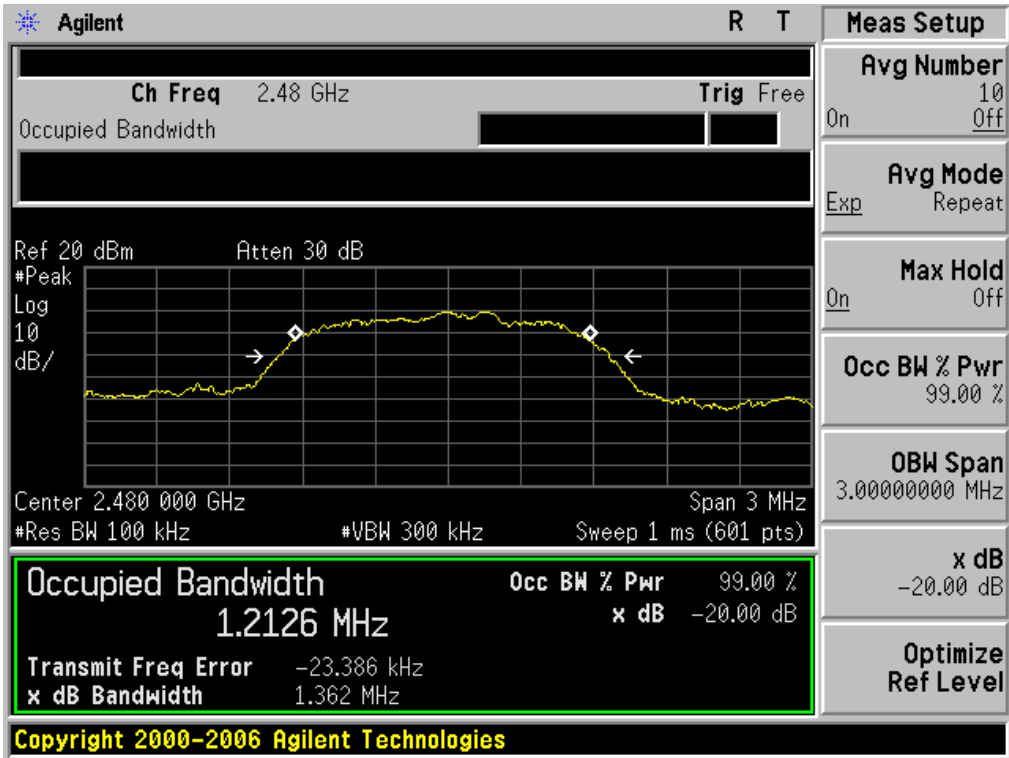 Agilent R T
Ch Freq 2.48 GHz Trig Free
Occupied Bandwidth
Ref 20 dBm Atten 30 dB
#Peak
Log
10
dB/
Center 2.480 000 GHz Span 3 MHz
#Res BW 100 kHz #VBW 300 kHz Sweep 1 ms (601 pts)
Occupied Bandwidth Occ BW % Pwr 99.00 %
1.2126 MHz x dB -20.00 dB
Transmit Freq Error -23.386 kHz
x dB Bandwidth 1.362 MHz
Copyright 2000-2006 Agilent Technologies
Meas Setup
Avg Number
10
On Off
Avg Mode
Exp Repeat
Max Hold
On Off
Occ BW % Pwr
99.00 %
OBW Span
3.00000000 MHz
x dB
-20.00 dB
Optimize
Ref Level